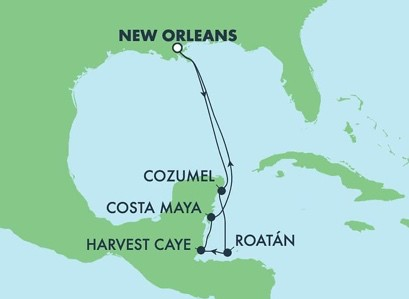 NEW ORLEANS
COZUMEL
COSTA MAYA
HARVEST CAYE
ROATÁN